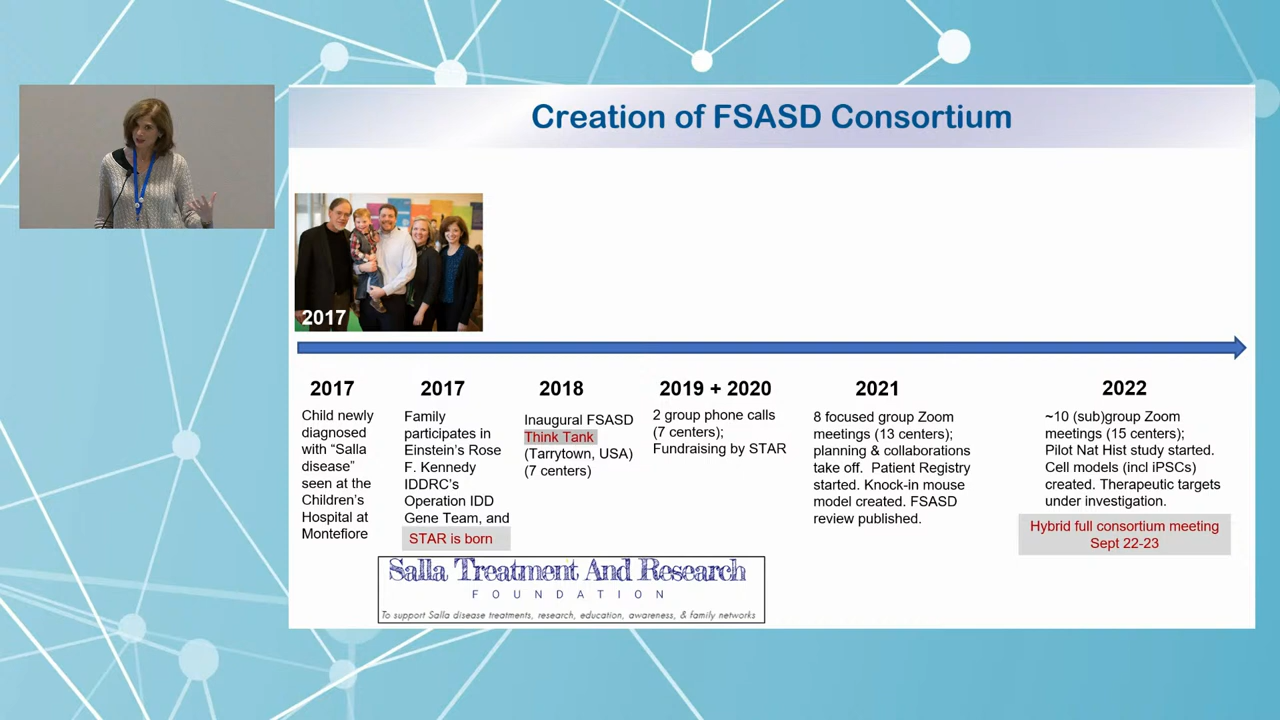 Creation of FSASD Consortium
2017
2017
Child newly
diagnosed
with “Salla
disease”
seen at the
Children’s
Hospital at
Montefiore
2017
Family
participates in
Einstein’s Rose
F. Kennedy
IDDRC’s
Operation IDD
Gene Team, and
STAR is born
2018
Inaugural FSASD
Think Tank
(Tarrytown, USA)
(7 centers)
2019 + 2020
2 group phone calls
(7 centers);
Fundraising by STAR
2021
8 focused group Zoom
meetings (13 centers);
planning & collaborations
take off. Patient Registry
started. Knock-in mouse
model created. FSASD
review published.
2022
~10 (sub)group Zoom
meetings (15 centers);
Pilot Nat Hist study started.
Cell models (incl iPSCs)
created. Therapeutic targets
under investigation.
Hybrid full consortium meeting
Sept 22-23
Salla Treatment And Research
FOUNDATION
To support Salla disease treatments, research, education, awareness, & family networks